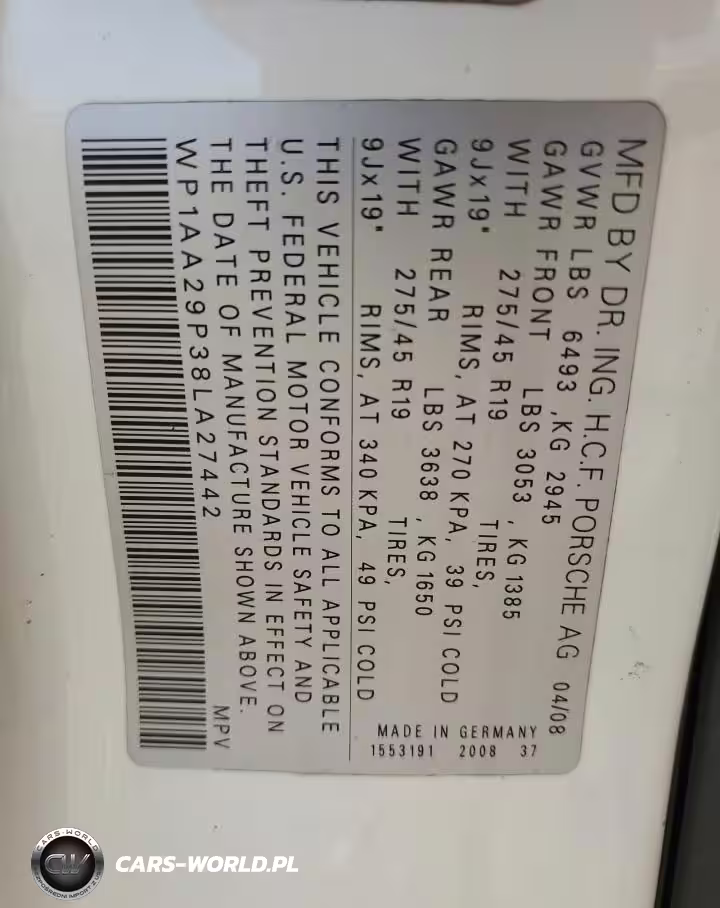 MFD BY DR. ING. H.C.F. PORSCHE AG 04/08
GVWR LBS 6493 ,KG 2945
GAWR FRONT LBS 3053 , KG 1385
WITH 275/45 R19 TIRES,
9Jx19" RIMS, AT 270 KPA, 39 PSI COLD
GAWR REAR LBS 3638 , KG 1650
WITH 275/45 R19 TIRES,
9Jx19" RIMS, AT 340 KPA, 49 PSI COLD
MADE IN GERMANY
1553191 2008 37
THIS VEHICLE CONFORMS TO ALL APPLICABLE
U.S. FEDERAL MOTOR VEHICLE SAFETY AND
THEFT PREVENTION STANDARDS IN EFFECT ON
THE DATE OF MANUFACTURE SHOWN ABOVE.
WP1AA29P38LA27442 MPV
CARS-WORLD
CW
CARS-WORLD.PL